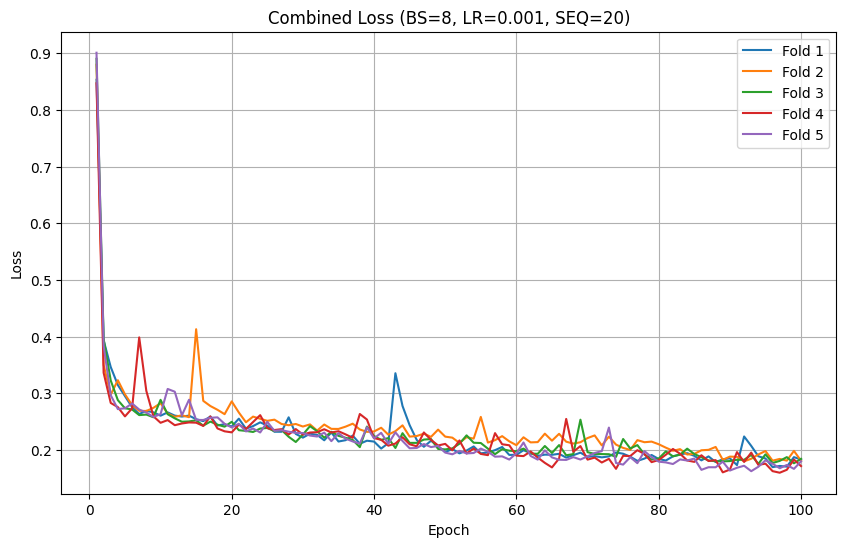 Combined Loss (BS=8, LR=0.001, SEQ=20)
Fold 1
Fold 2
Fold 3
Fold 4
Fold 5
0.9
0.8
0.7
0.6
0.5
0.4
0.3
0.2
Loss
0
20
40
60
80
100
Epoch